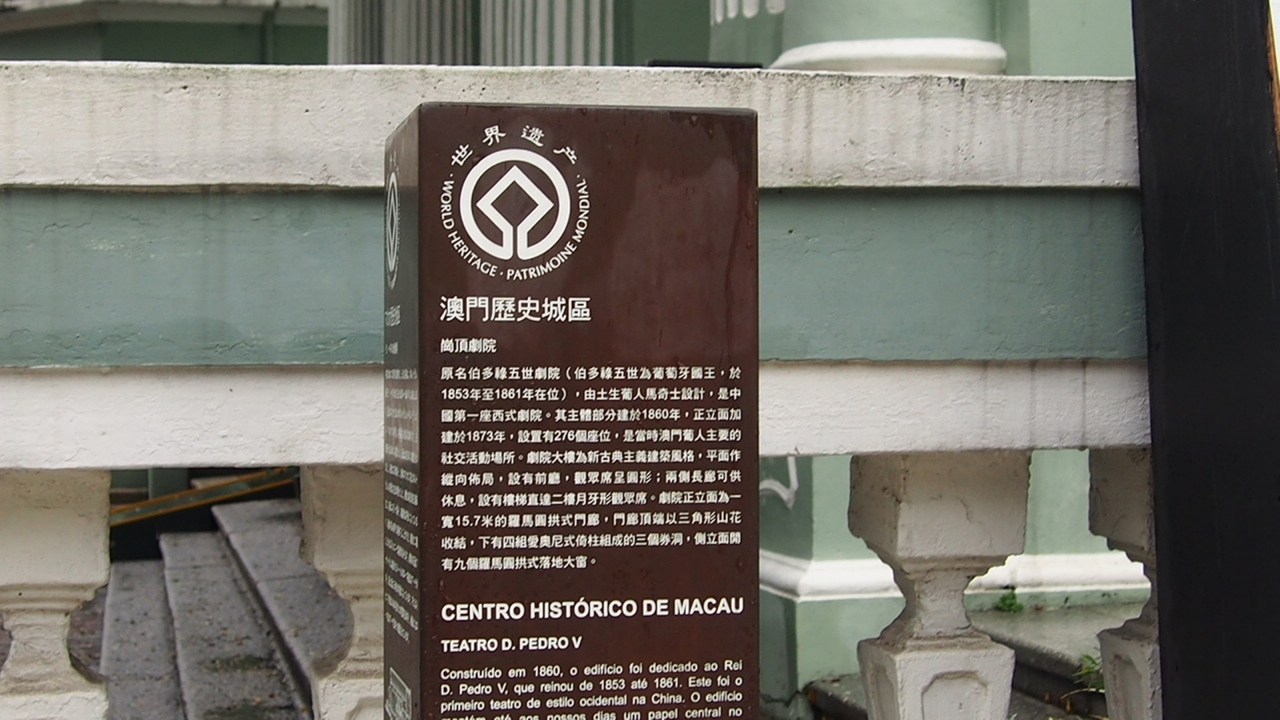 世界遗产
·WORLD HERITAGE · PATRIMOINE MONDIAL·
澳門歷史城區
崗頂劇院
原名伯多祿五世劇院（伯多祿五世為葡萄牙國王，於
1853年至1861年在位），由土生葡人馬奇士設計，是中
國第一座西式劇院。其主體部分建於1860年，正立面加
建於1873年，設置有276個座位，是當時澳門葡人主要的
社交活動場所。劇院大樓為新古典主義建築風格，平面作
縱向佈局，設有前廳，觀眾席呈圓形；兩側長廊可供
休息，設有樓梯直達二樓月牙形觀眾席。劇院正立面為一
寬15.7米的羅馬圓拱式門廊，門廊頂端以三角形山花
收結，下有四組愛奧尼式倚柱組成的三個券洞，側立面開
有九個羅馬圓拱式落地大窗。
CENTRO HISTÓRICO DE MACAU
TEATRO D. PEDRO V
Construído em 1860, o edifício foi dedicado ao Rei
D. Pedro V, que reinou de 1853 até 1861. Este foi o
primeiro teatro de estilo ocidental na China. O edifício
mantém até aos nossos dias um papel central no